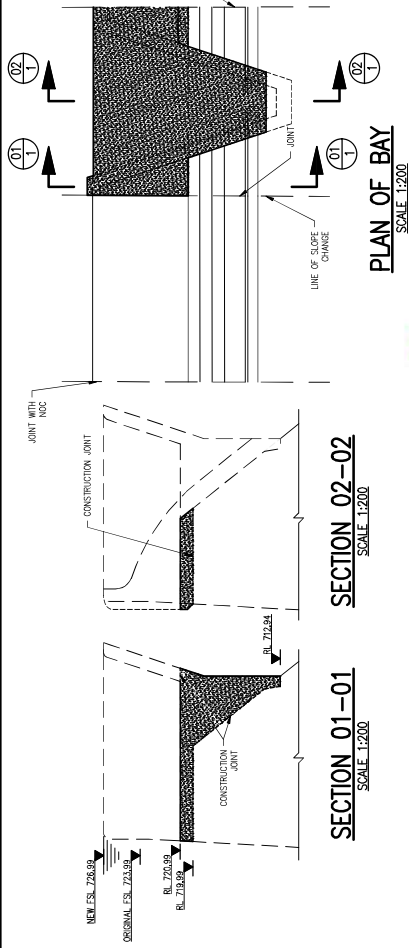 NEW FSL 726.99
ORIGINAL FSL 723.99
RL 720.99
RL 719.99
CONSTRUCTION
JOINT
RL 712.94
SECTION 01-01
SCALE 1:200
CONSTRUCTION JOINT
SECTION 02-02
SCALE 1:200
JOINT WITH
NOC
01
1
02
1
LINE OF SLOPE
CHANGE
JOINT
01
1
02
1
PLAN OF BAY
SCALE 1:200